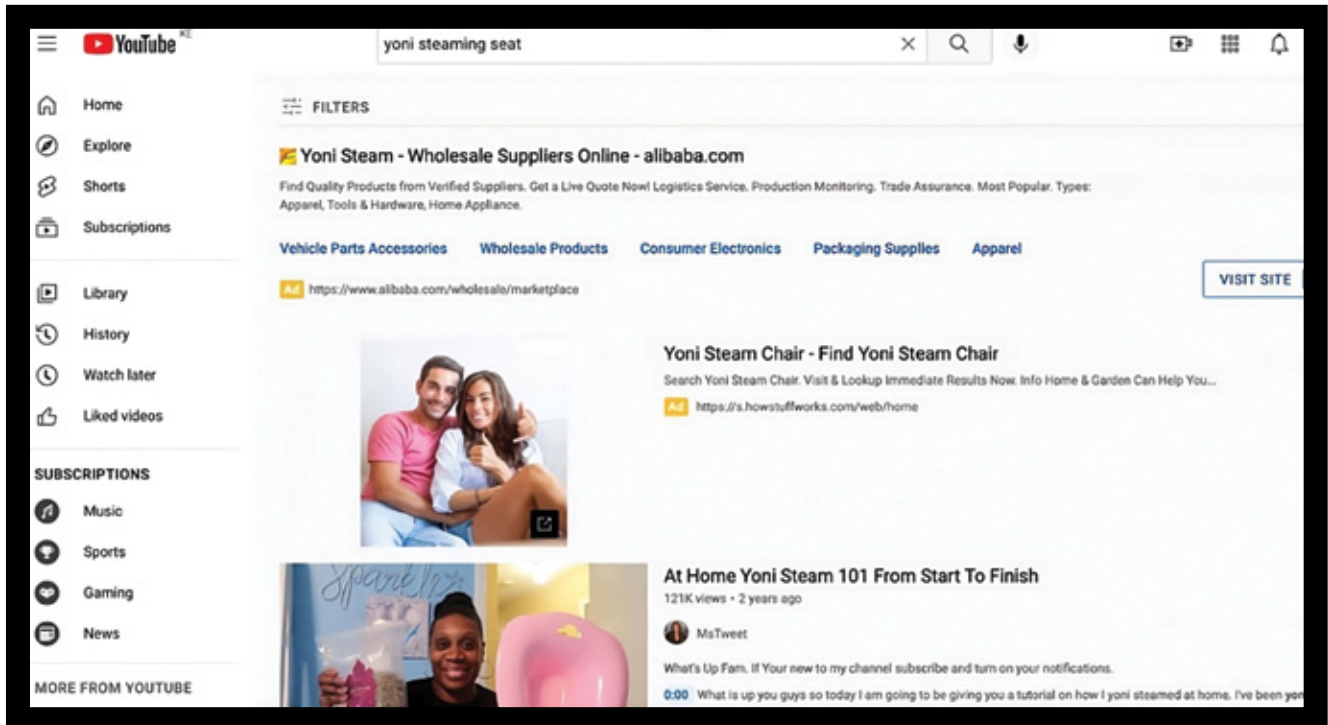 YouTube KE
yoni steaming seat
Home
Explore
Shorts
Subscriptions
Library
History
Watch later
Liked videos
SUBSCRIPTIONS
Music
Sports
Gaming
News
MORE FROM YOUTUBE
FILTERS
Yoni Steam - Wholesale Suppliers Online - alibaba.com
Find Quality Products from Verified Suppliers. Get a Live Quote Now! Logistics Service. Production Monitoring. Trade Assurance. Most Popular. Types:
Apparel, Tools & Hardware, Home Appliance.
Vehicle Parts Accessories Wholesale Products Consumer Electronics Packaging Supplies Apparel
Ad https://www.alibaba.com/wholesale/marketplace
VISIT SITE
Yoni Steam Chair - Find Yoni Steam Chair
Search Yoni Steam Chair. Visit & Lookup Immediate Results Now. Info Home & Garden Can Help You...
Ad https://s.howstuffworks.com/web/home
Sparkle
At Home Yoni Steam 101 From Start To Finish
121K views • 2 years ago
MsTweet
What's Up Fam. If Your new to my channel subscribe and turn on your notifications.
0:00 What is up you guys so today I am going to be giving you a tutorial on how I yoni steamed at home. I've been yon